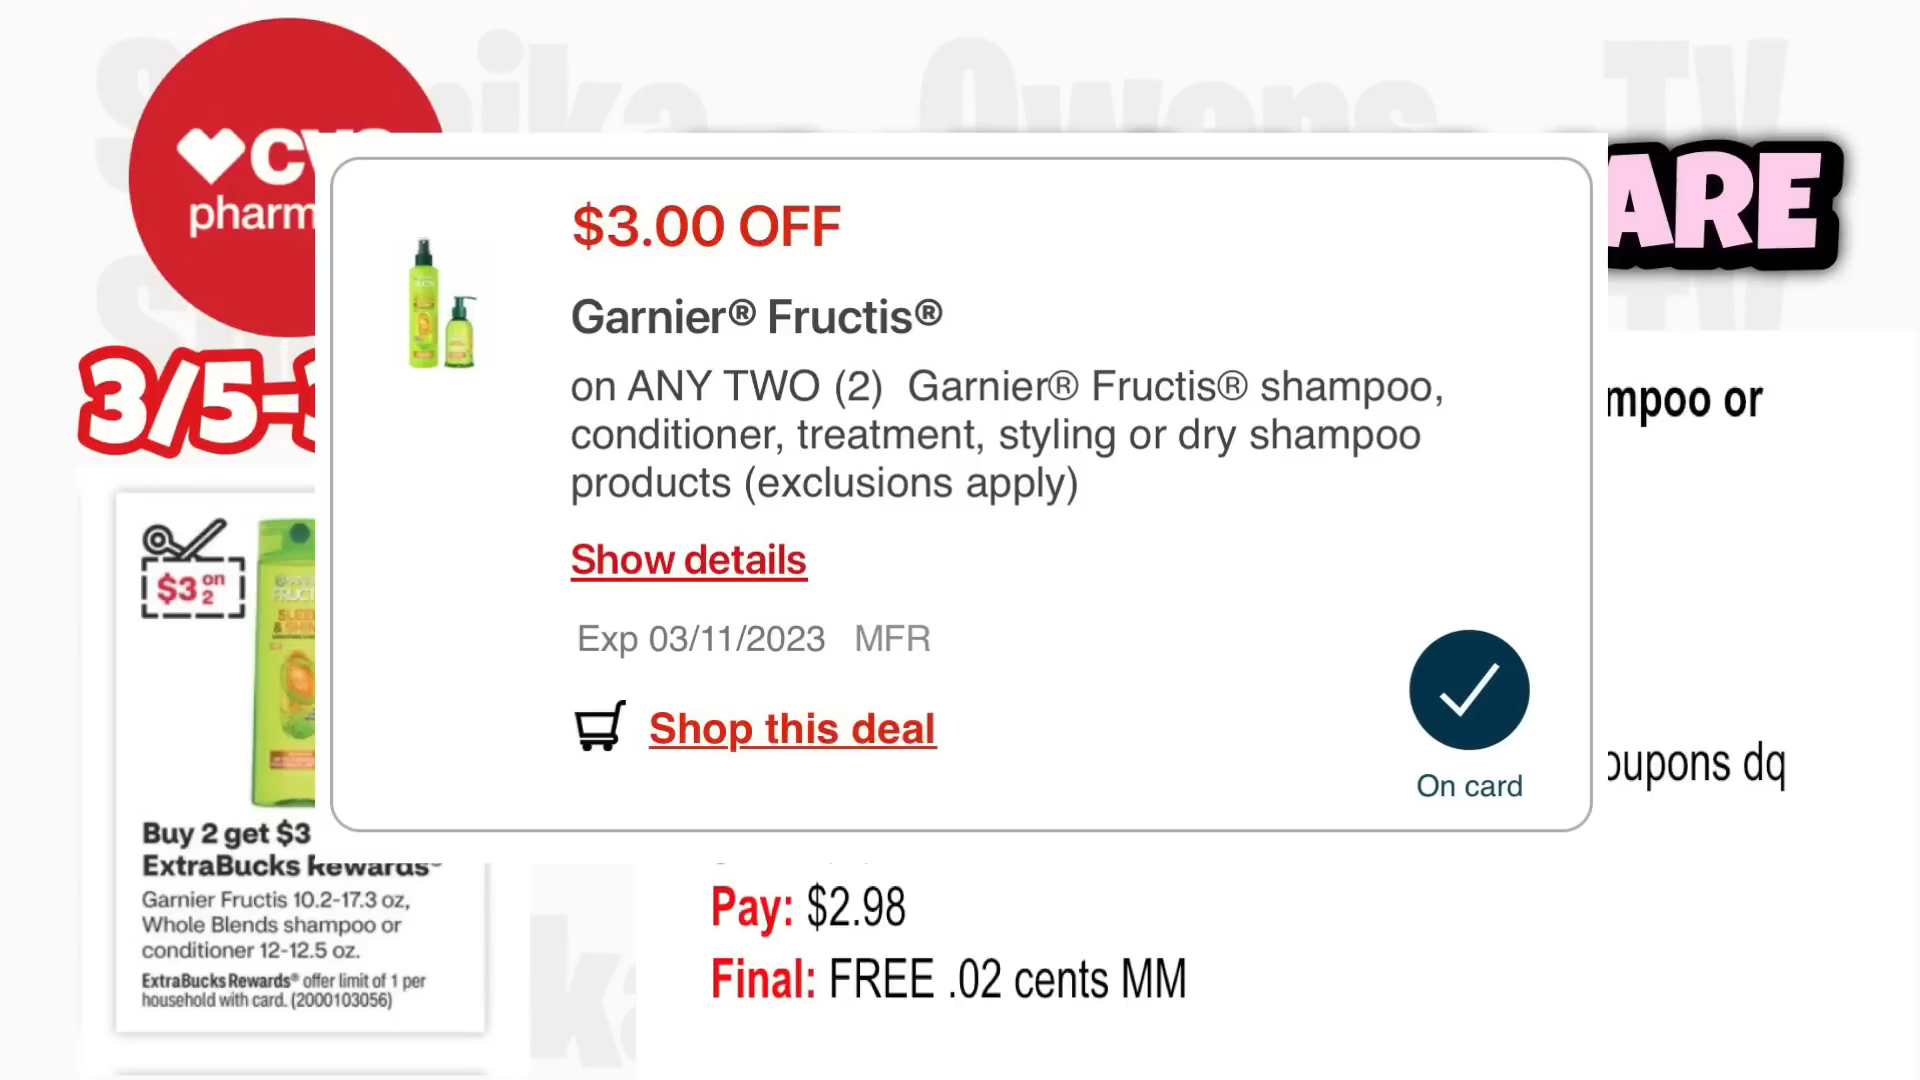 pharm
ARE
3/5-
$3.00 OFF
Garnier® Fructis®
on ANY TWO (2) Garnier® Fructis® shampoo,
conditioner, treatment, styling or dry shampoo
products (exclusions apply)
Show details
Exp 03/11/2023 MFR
Shop this deal
On card
mpoo or
oupons dq
$3 on 2
Buy 2 get $3
ExtraBucks Rewards®
Garnier Fructis 10.2-17.3 oz,
Whole Blends shampoo or
conditioner 12-12.5 oz.
ExtraBucks Rewards® offer limit of 1 per
household with card. (2000103056)
Pay: $2.98
Final: FREE .02 cents MM